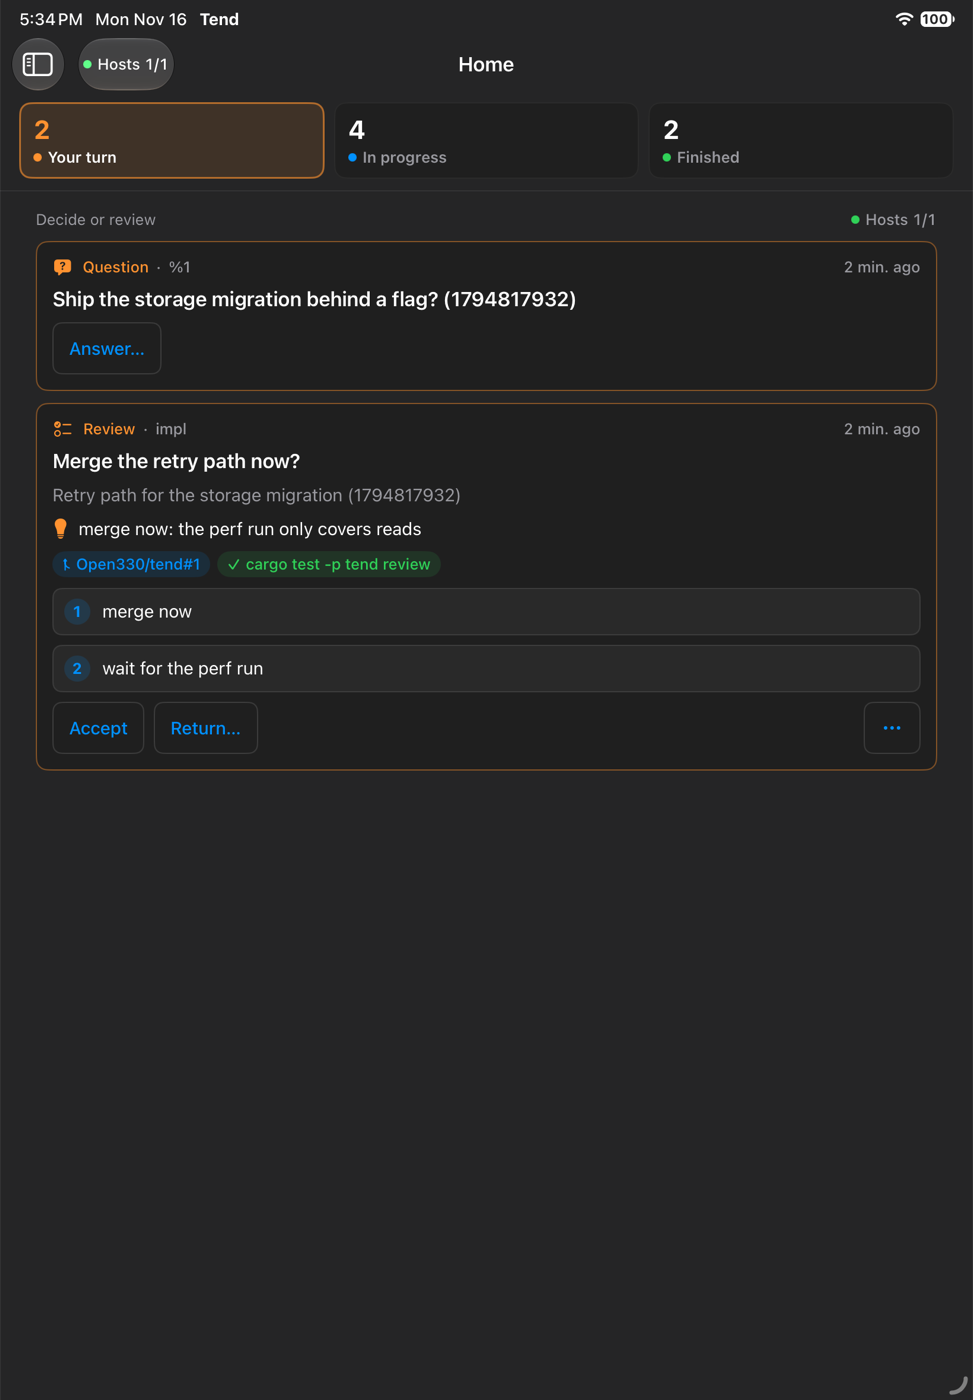 5:34 PM Mon Nov 16 Tend
100
Hosts 1/1
Home
2
Your turn
4
In progress
2
Finished
Decide or review
Hosts 1/1
Question · %1
2 min. ago
Ship the storage migration behind a flag? (1794817932)
Answer...
Review · impl
2 min. ago
Merge the retry path now?
Retry path for the storage migration (1794817932)
merge now: the perf run only covers reads
Open330/tend#1
✓ cargo test -p tend review
1 merge now
2 wait for the perf run
Accept
Return...
...